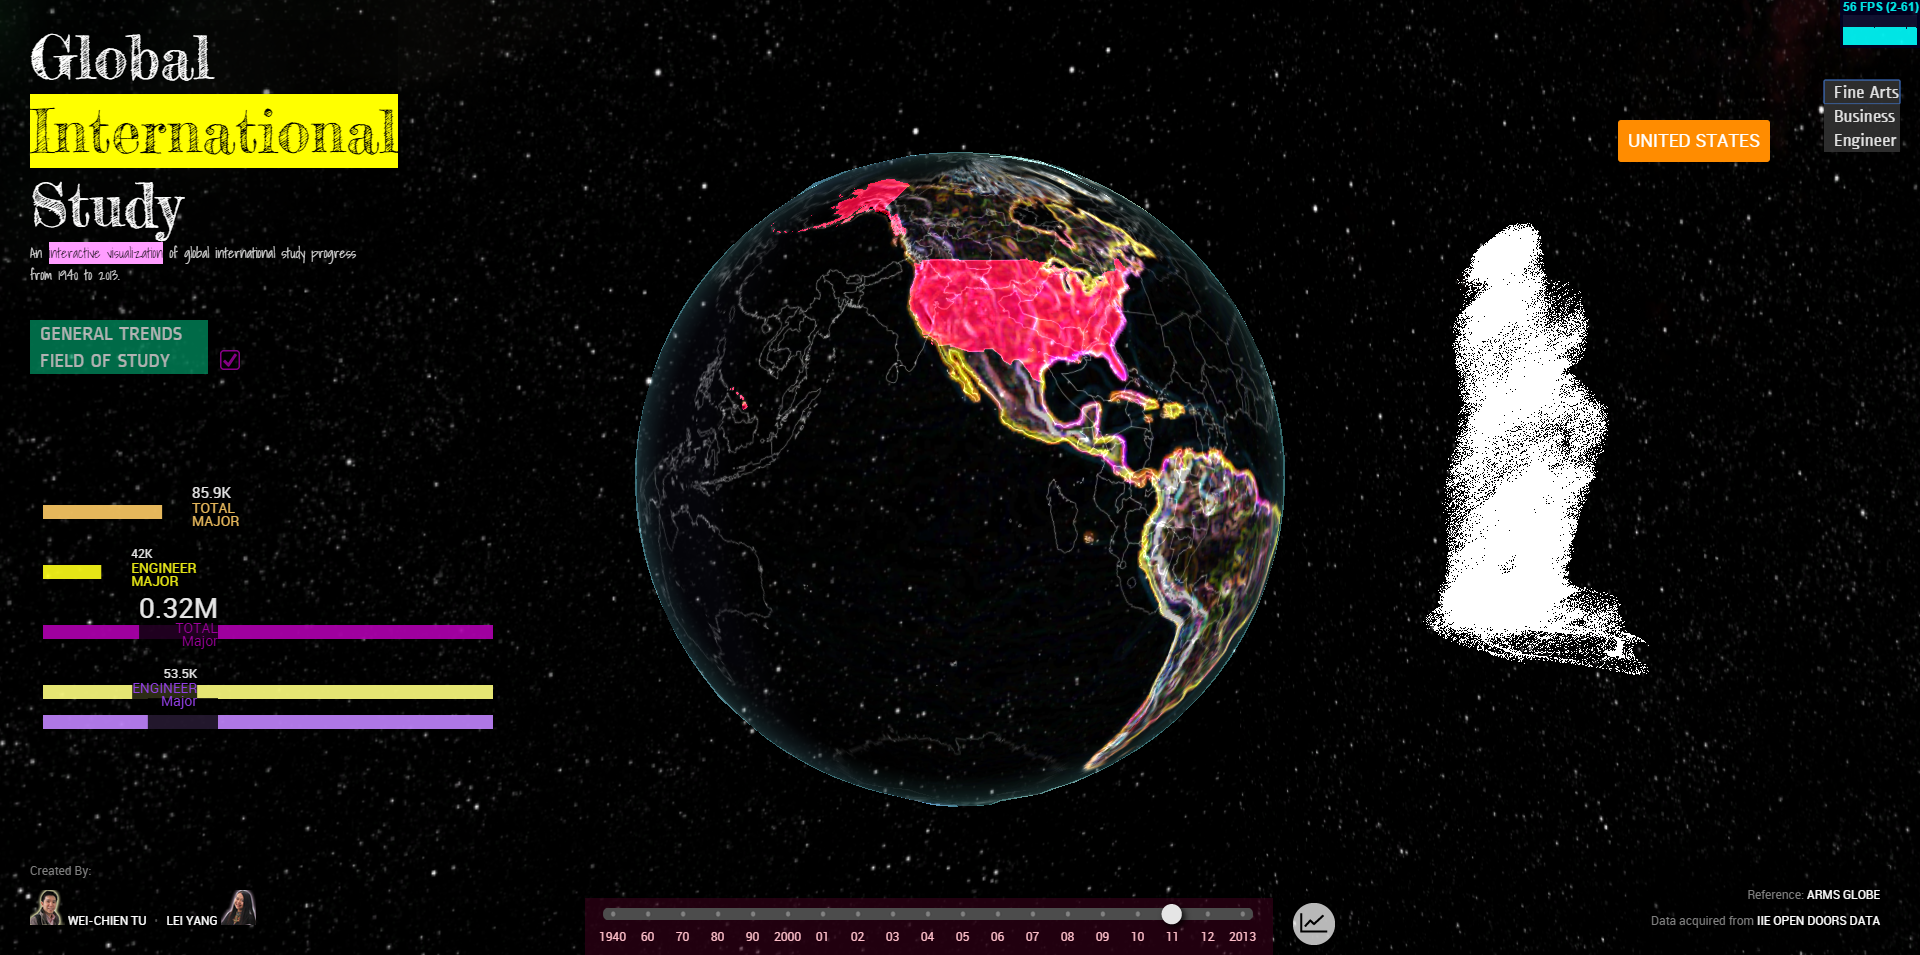 Global
International
Study
An interactive visualization of global international study progress
from 1940 to 2013.
GENERAL TRENDS
FIELD OF STUDY
85.9K
TOTAL
MAJOR
42K
ENGINEER
MAJOR
0.32M
TOTAL
Major
53.5K
ENGINEER
Major
Created By:
WEI-CHIEN TU
LEI YANG
1940 60 70 80 90 2000 01 02 03 04 05 06 07 08 09 10 11 12 2013
56 FPS (2-61)
Fine Arts
Business
Engineer
UNITED STATES
Reference: ARMS GLOBE
Data acquired from IIE OPEN DOORS DATA